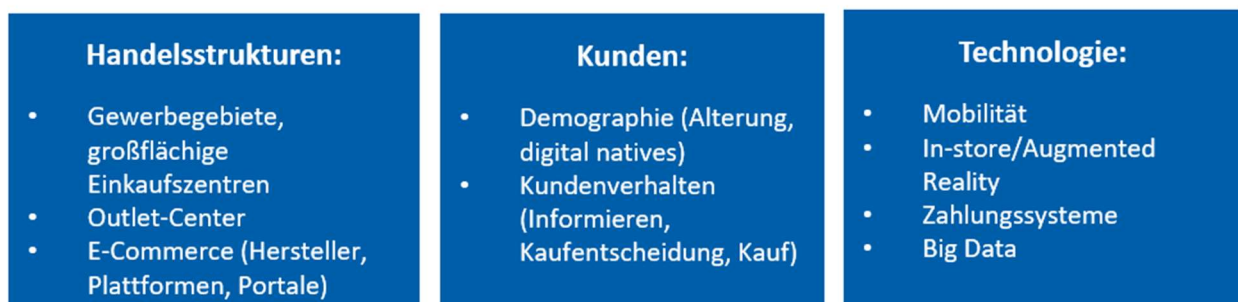 Handelsstrukturen:
• Gewerbegebiete,
großflächige
Einkaufszentren
• Outlet-Center
• E-Commerce (Hersteller,
Plattformen, Portale)
Kunden:
• Demographie (Alterung,
digital natives)
• Kundenverhalten
(Informieren,
Kaufentscheidung, Kauf)
Technologie:
• Mobilität
• In-store/Augmented
Reality
• Zahlungssysteme
• Big Data